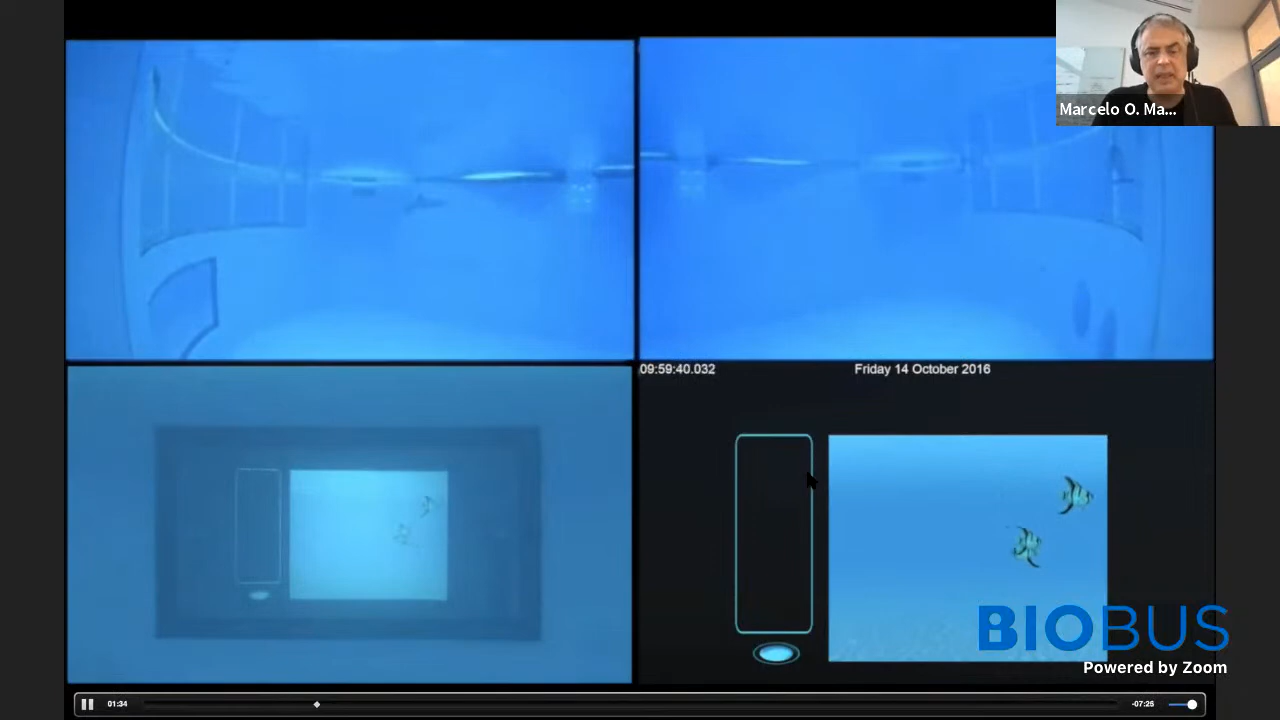 Marcelo O. Ma...
09:59:40.032
Friday 14 October 2016
BIOBUS
Powered by Zoom
01:34
-07:25